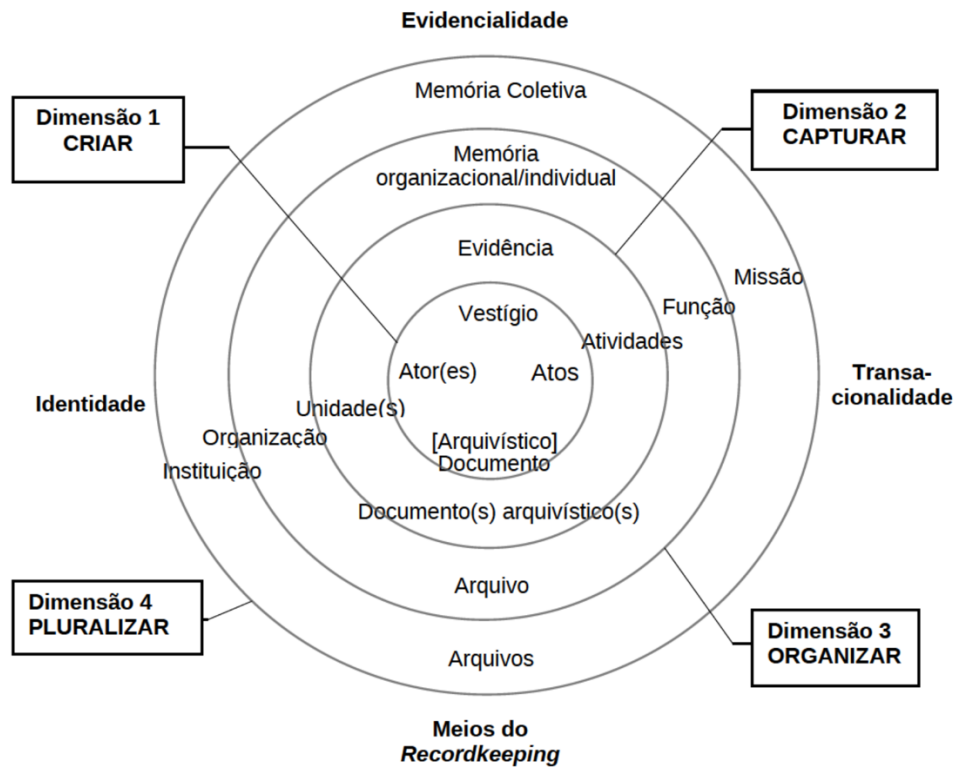 Evidencialidade
Memória Coletiva
Dimensão 1
CRIAR
Dimensão 2
CAPTURAR
Memória
organizacional/individual
Evidência
Missão
Função
Vestígio
Atividades
Ator(es)
Atos
Transa-
cionalidade
Identidade
Unidade(s)
Organização
[Arquivístico]
Documento
Instituição
Documento(s) arquivístico(s)
Arquivo
Dimensão 4
PLURALIZAR
Dimensão 3
ORGANIZAR
Arquivos
Meios do
Recordkeeping